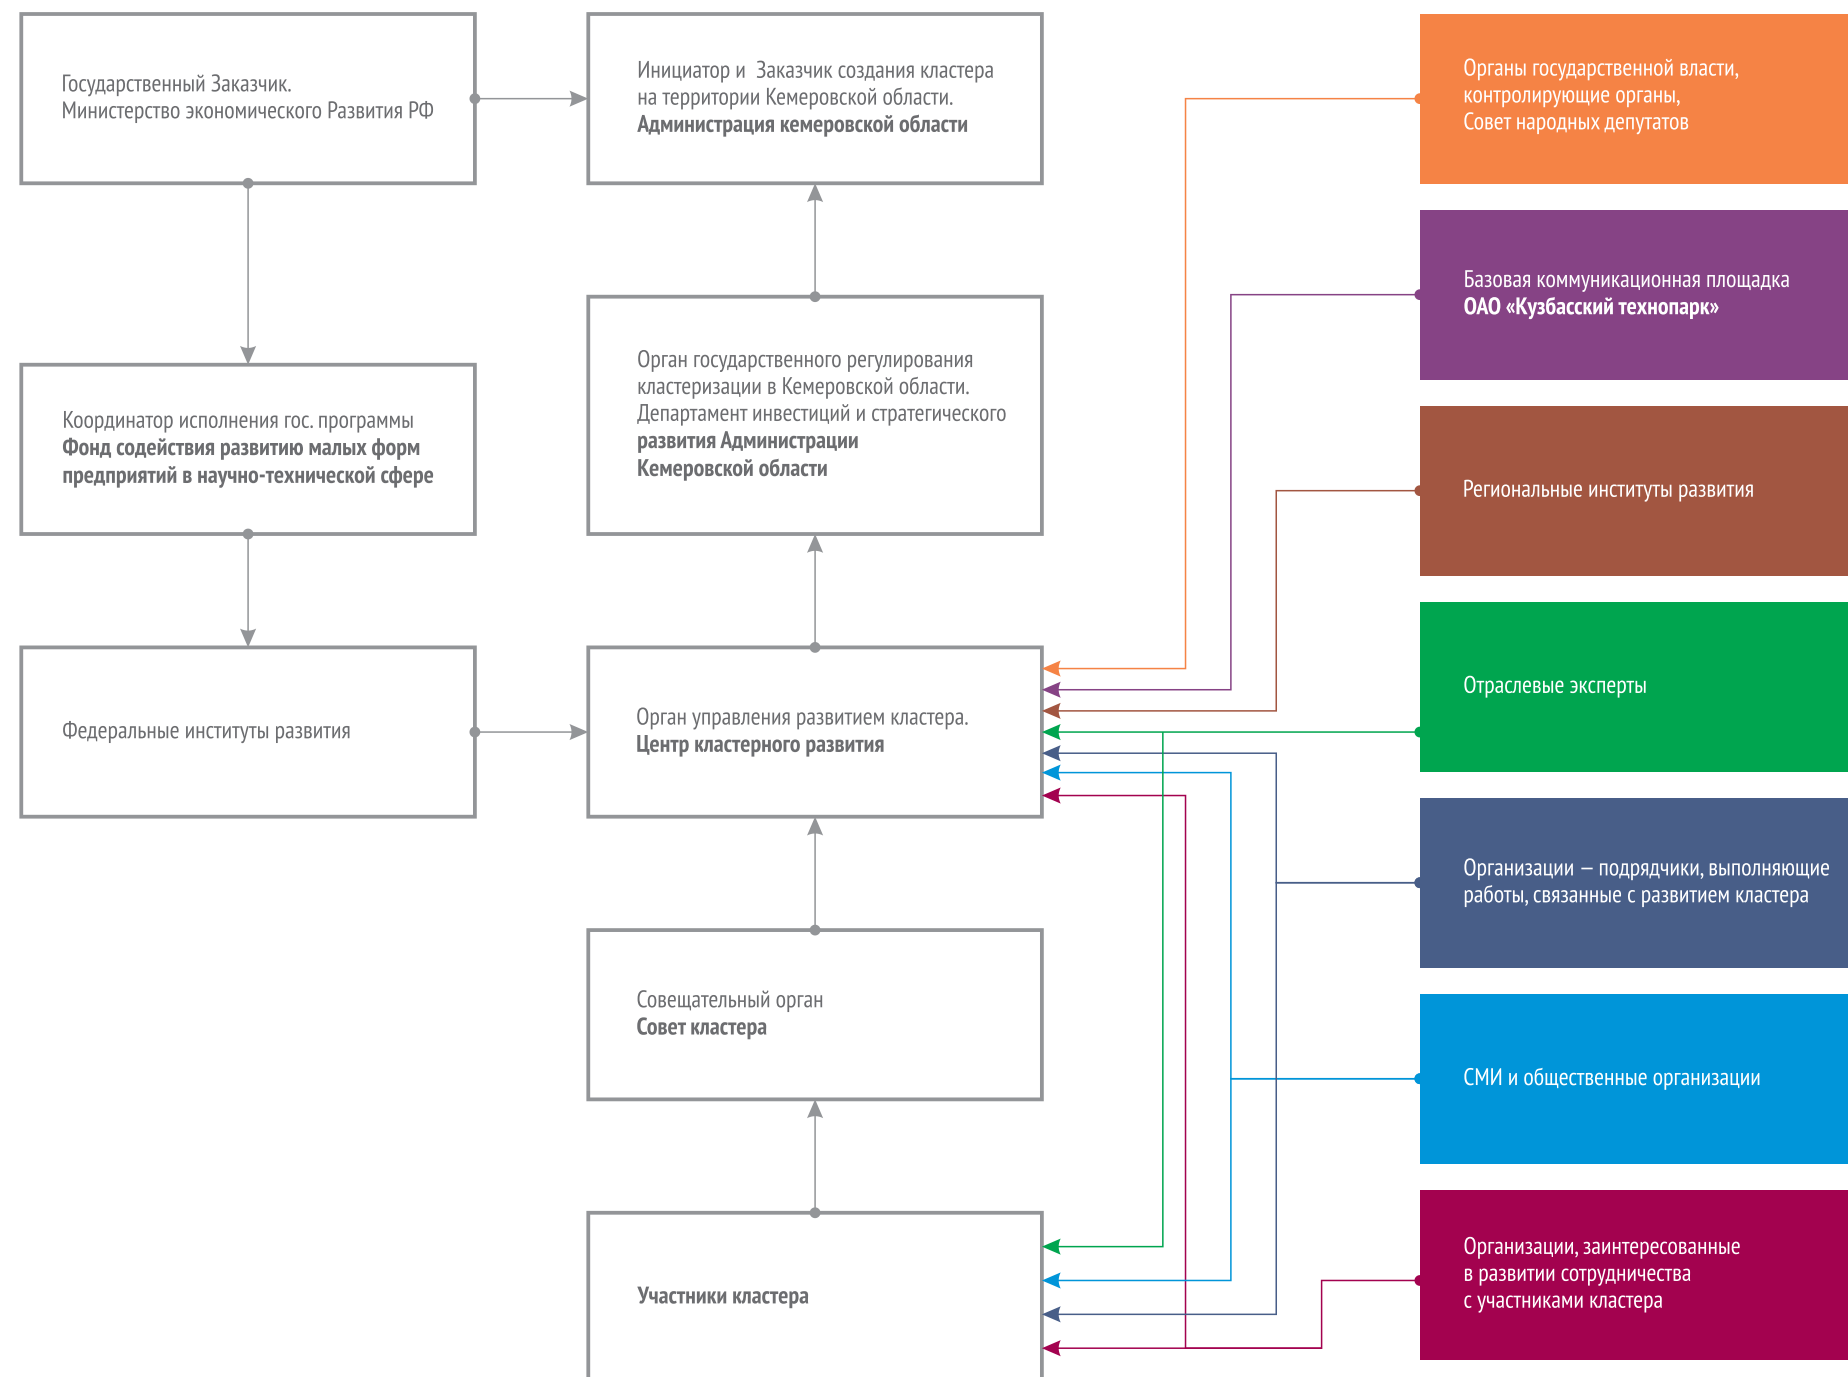 Государственный Заказчик.
Министерство экономического Развития РФ
Инициатор и Заказчик создания кластера
на территории Кемеровской области.
Администрация кемеровской области
Органы государственной власти,
контролирующие органы,
Совет народных депутатов
Базовая коммуникационная площадка
ОАО «Кузбасский технопарк»
Орган государственного регулирования
кластеризации в Кемеровской области.
Департамент инвестиций и стратегического
развития Администрации
Кемеровской области
Координатор исполнения гос. программы
Фонд содействия развитию малых форм
предприятий в научно-технической сфере
Региональные институты развития
Отраслевые эксперты
Федеральные институты развития
Орган управления развитием кластера.
Центр кластерного развития
Организации — подрядчики, выполняющие
работы, связанные с развитием кластера
Совещательный орган
Совет кластера
СМИ и общественные организации
Участники кластера
Организации, заинтересованные
в развитии сотрудничества
с участниками кластера